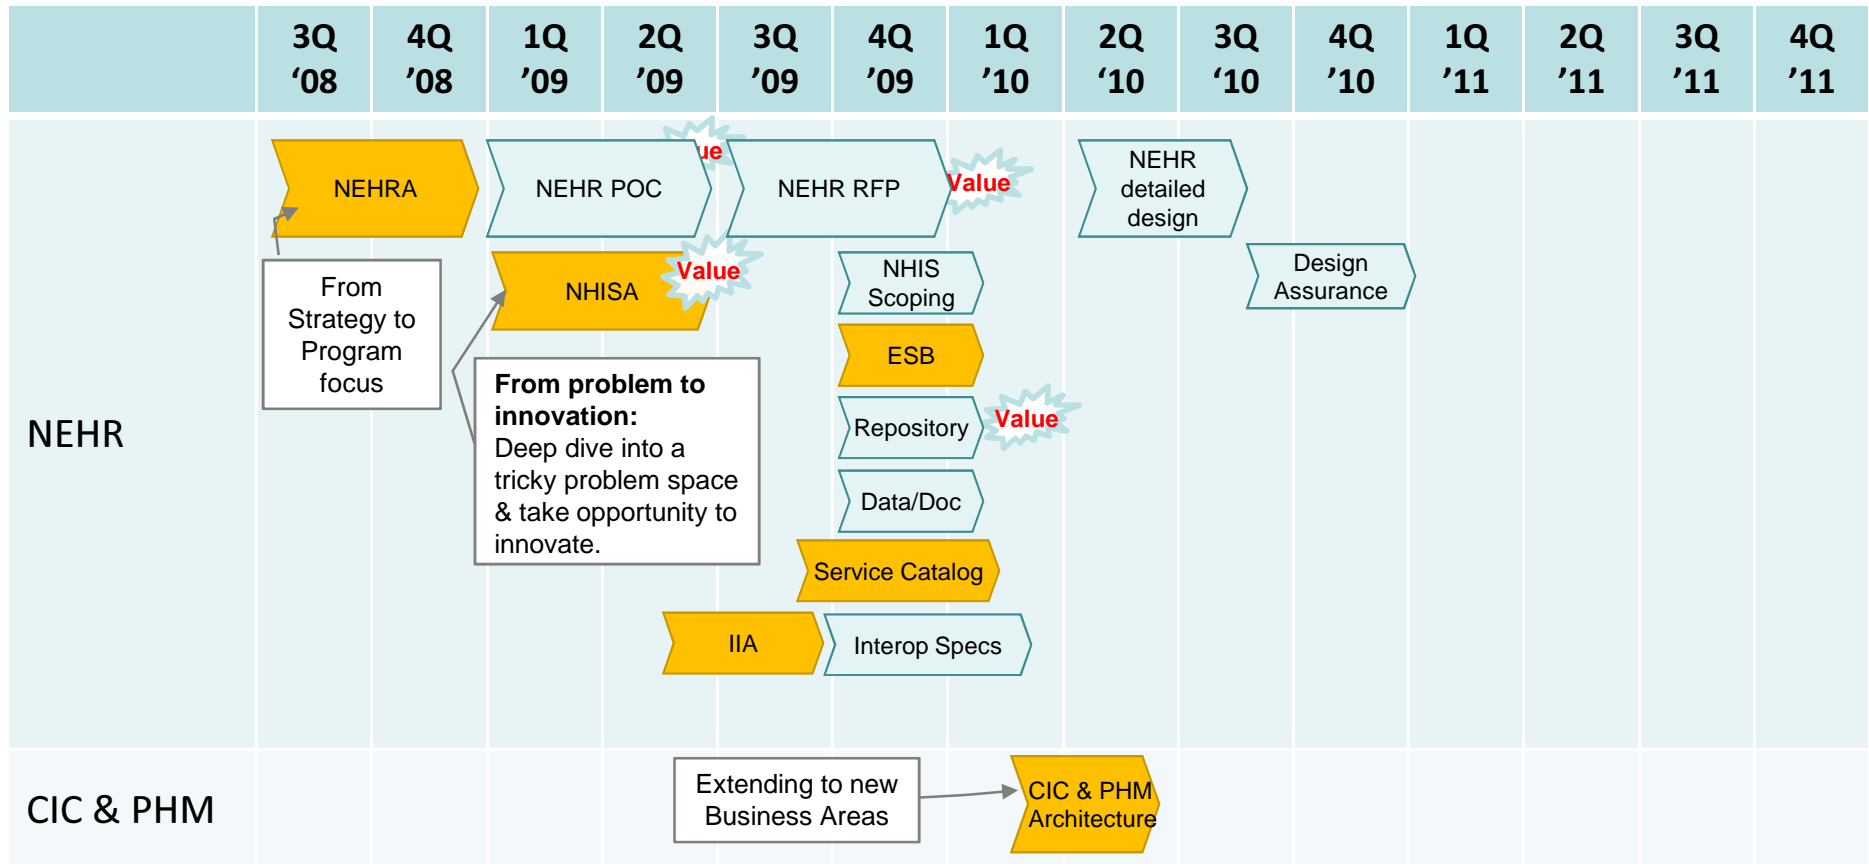 3Q 4Q 1Q 2Q 3Q 4Q 1Q 2Q 3Q 4Q 1Q 2Q 3Q 4Q
‘08 ’08 ’09 ’09 ’09 ’09 ’10 ‘10 ‘10 ’10 ’11 ’11 ’11 ’11
NEHR
NEHRA
NEHR POC
ue
NEHR RFP
Value
NEHR
detailed
design
From
Strategy to
Program
focus
NHISA
Value
NHIS
Scoping
Design
Assurance
From problem to
innovation:
Deep dive into a
tricky problem space
& take opportunity to
innovate.
ESB
Repository
Value
Data/Doc
Service Catalog
IIA
Interop Specs
CIC & PHM
Extending to new
Business Areas
CIC & PHM
Architecture